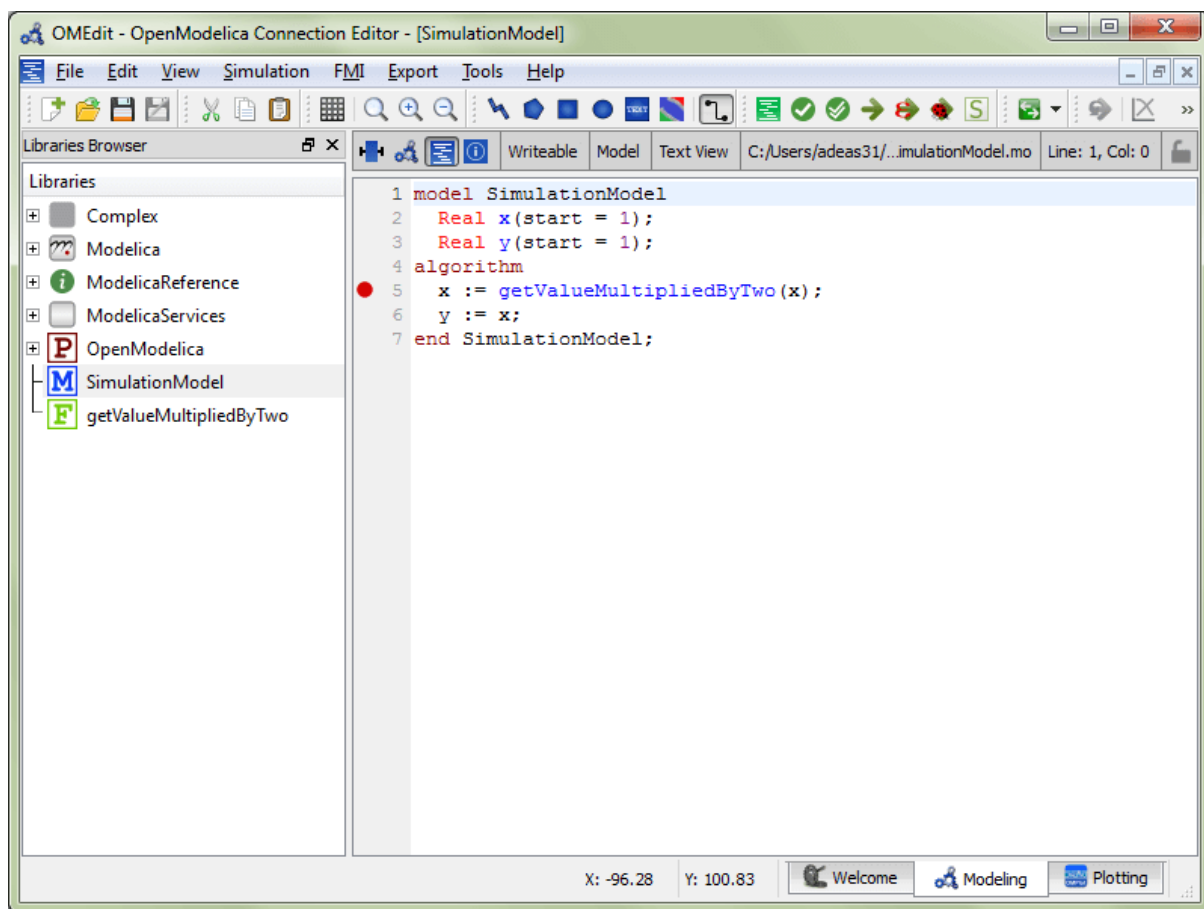 OMEdit - OpenModelica Connection Editor - [SimulationModel]
File Edit View Simulation FMI Export Tools Help
TEXT S »
Libraries Browser
Writeable Model Text View C:/Users/adeas31/...imulationModel.mo Line: 1, Col: 0
Libraries
Complex
Modelica
ModelicaReference
ModelicaServices
P OpenModelica
M SimulationModel
F getValueMultipliedByTwo
1 model SimulationModel
2 Real x(start = 1);
3 Real y(start = 1);
4 algorithm
5 x := getValueMultipliedByTwo(x);
6 y := x;
7 end SimulationModel;
X: -96.28 Y: 100.83 Welcome Modeling Plotting